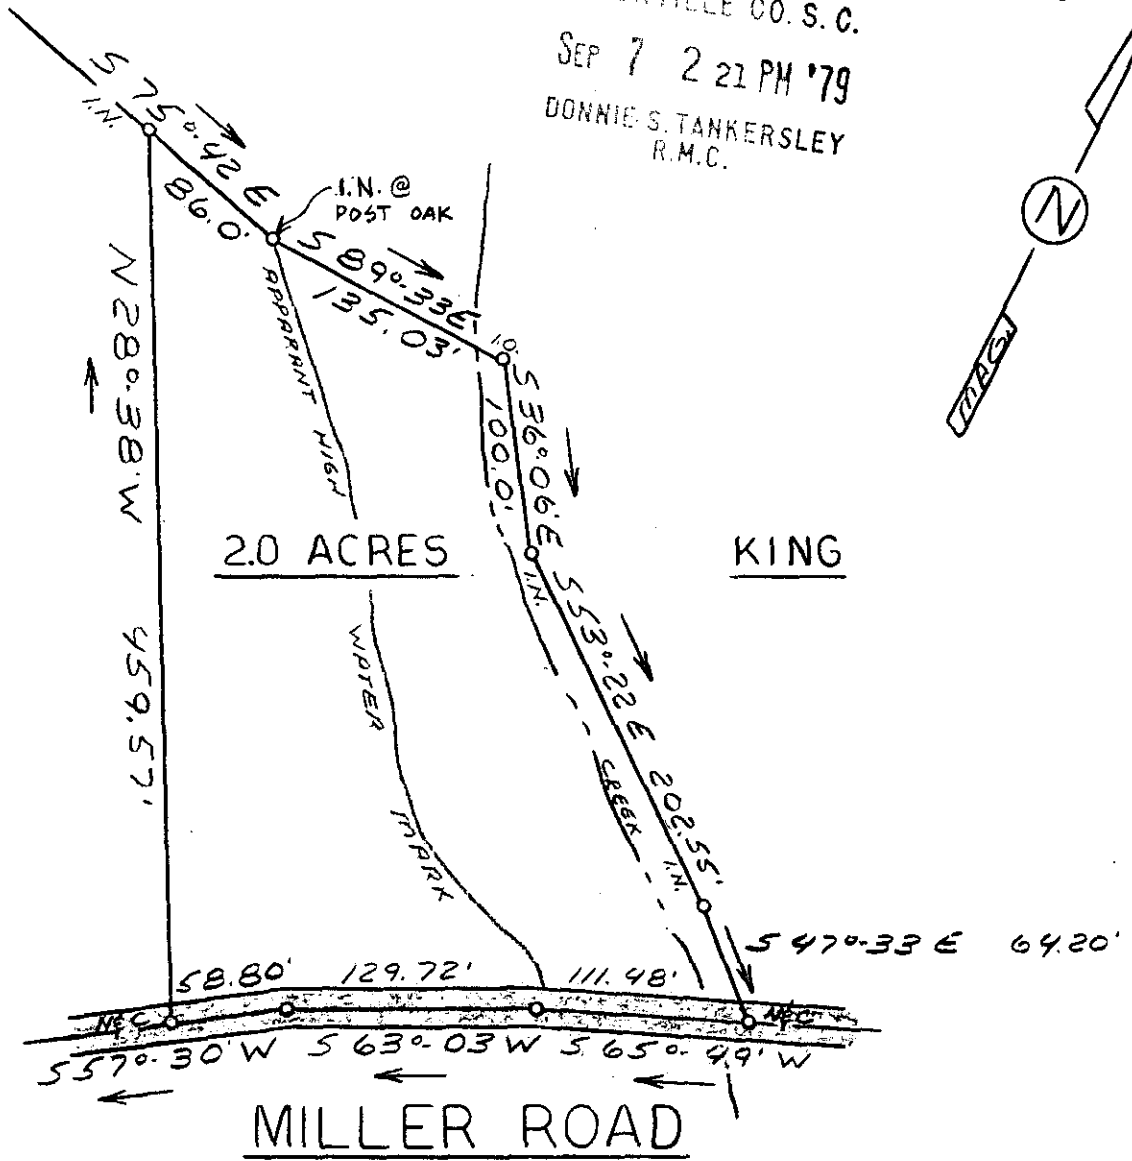 CO. S. C.
SEP 7 2 21 PM '79
DONNIE S. TANKERSLEY
R.M.C.
S 75°-42 E
I.N.
86.0'
I.N. @
POST OAK
S 89°-33 E
135.03'
I.O.
N
MAG.
N 28°-38' W
459.57'
APPARANT HIGH
WATER
MARK
S 36°-06' E
100.0'
2.0 ACRES
KING
I.N.
S 53°-22 E 202.55'
CREEK
I.N.
S 47°-33 E 64.20'
58.80' 129.72' 111.48'
N&C
N&C
S 57°-30' W S 63°-03 W S 65°-49' W
MILLER ROAD